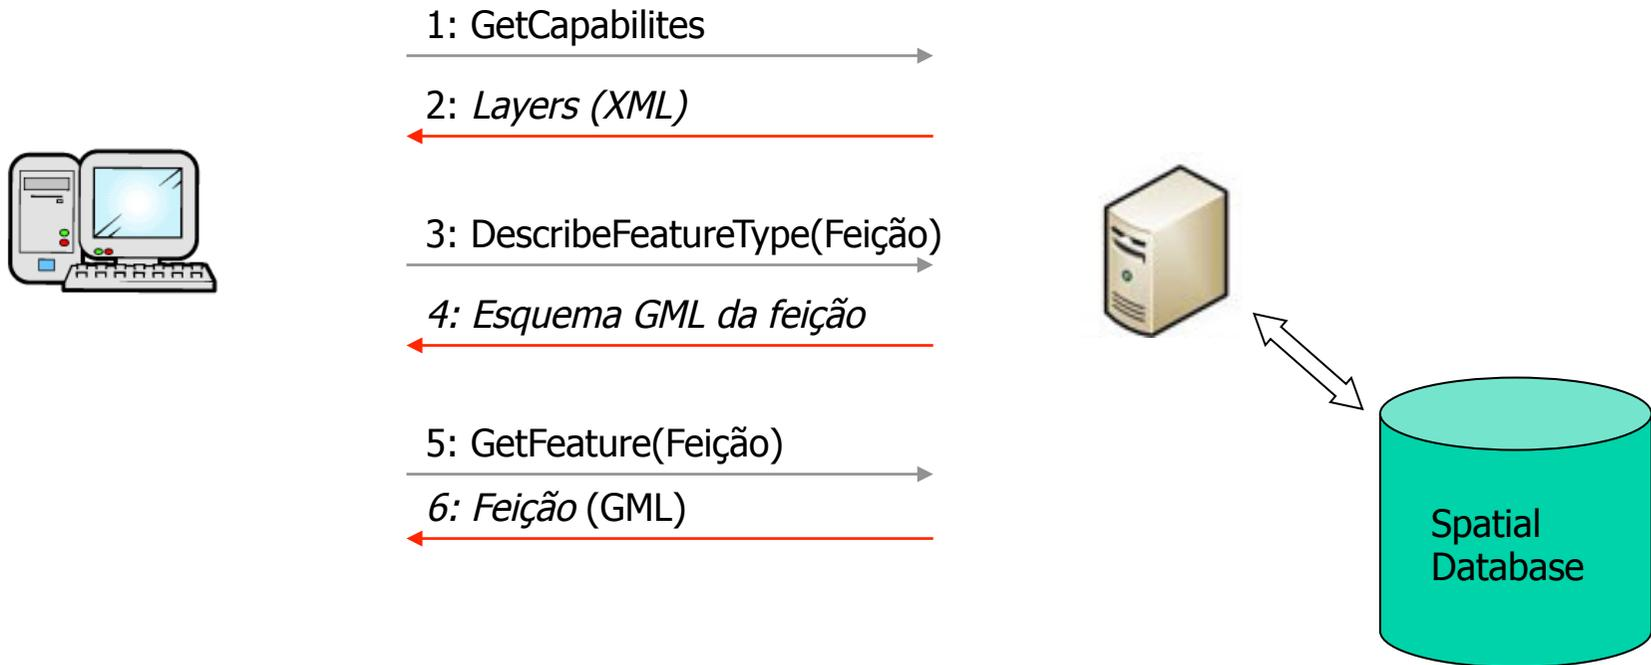 1: GetCapabilites
2: Layers (XML)
3: DescribeFeatureType(Feição)
4: Esquema GML da feição
5: GetFeature(Feição)
6: Feição (GML)
Spatial
Database